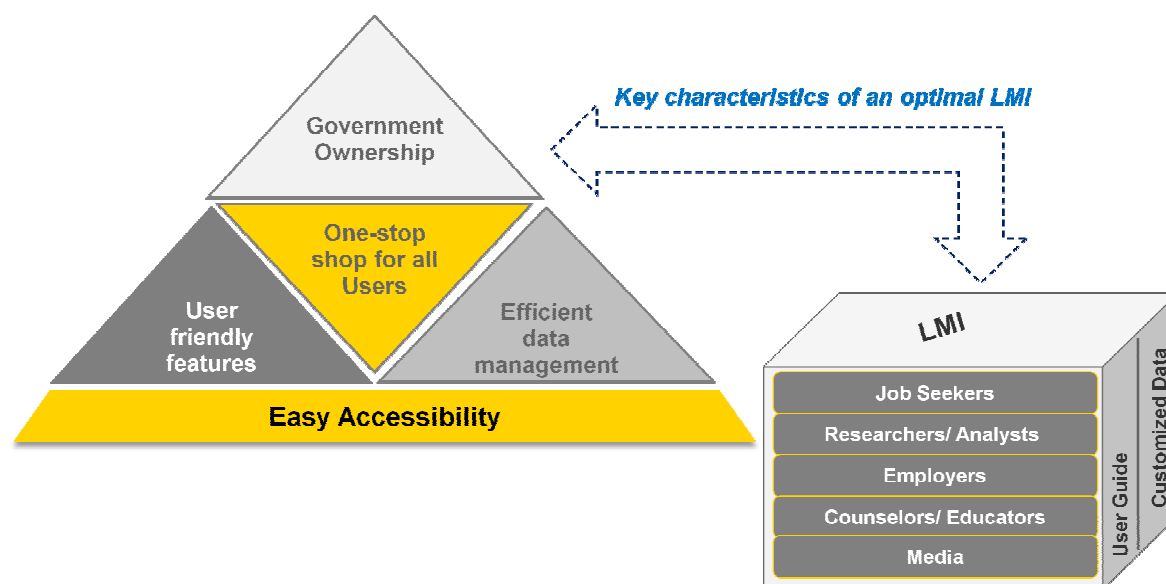 Key characteristics of an optimal LMI
Government
Ownership
One-stop
shop for all
Users
User
friendly
features
Efficient
data
management
Easy Accessibility
LMI
Job Seekers
Researchers/ Analysts
Employers
Counselors/ Educators
Media
User Guide
Customized Data